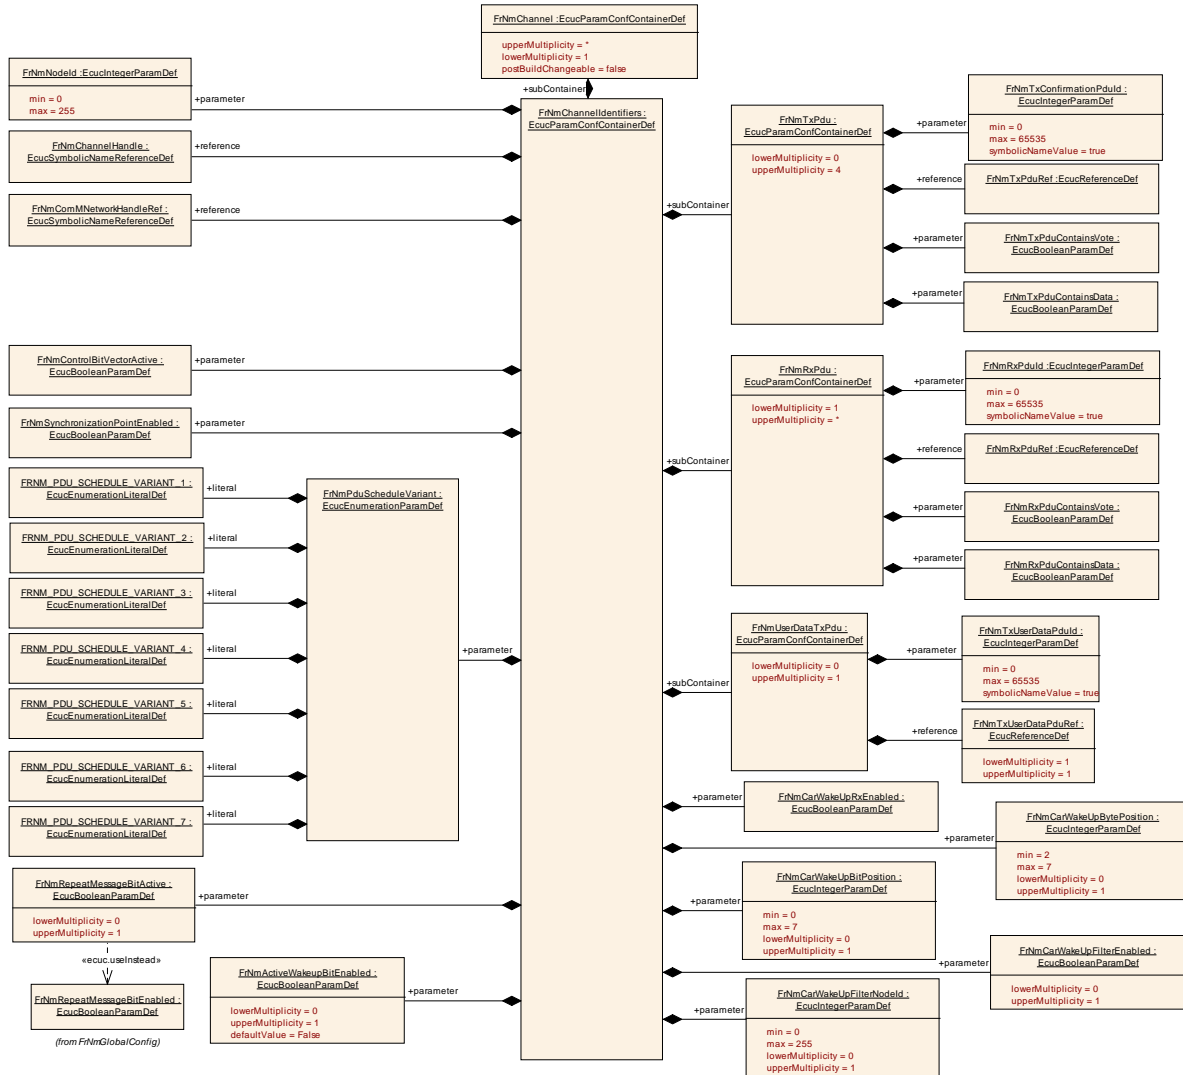 FrNmChannel :EcucParamConfContainerDef
upperMultiplicity = *
lowerMultiplicity = 1
postBuildChangeable = false
+subContainer
FrNmChannelIdentifiers :
EcucParamConfContainerDef
FrNmNodeId :EcucIntegerParamDef
min = 0
max = 255
+parameter
FrNmChannelHandle :
EcucSymbolicNameReferenceDef
+reference
FrNmComMNetworkHandleRef :
EcucSymbolicNameReferenceDef
+reference
FrNmControlBitVectorActive :
EcucBooleanParamDef
+parameter
FrNmSynchronizationPointEnabled :
EcucBooleanParamDef
+parameter
FRNM_PDU_SCHEDULE_VARIANT_1 :
EcucEnumerationLiteralDef
+literal
FRNM_PDU_SCHEDULE_VARIANT_2 :
EcucEnumerationLiteralDef
+literal
FRNM_PDU_SCHEDULE_VARIANT_3 :
EcucEnumerationLiteralDef
+literal
FRNM_PDU_SCHEDULE_VARIANT_4 :
EcucEnumerationLiteralDef
+literal
FRNM_PDU_SCHEDULE_VARIANT_5 :
EcucEnumerationLiteralDef
+literal
FRNM_PDU_SCHEDULE_VARIANT_6 :
EcucEnumerationLiteralDef
+literal
FRNM_PDU_SCHEDULE_VARIANT_7 :
EcucEnumerationLiteralDef
+literal
FrNmPduScheduleVariant :
EcucEnumerationParamDef
+parameter
FrNmRepeatMessageBitActive :
EcucBooleanParamDef
lowerMultiplicity = 0
upperMultiplicity = 1
+parameter
«ecuc.useInstead»
FrNmRepeatMessageBitEnabled :
EcucBooleanParamDef
(from FrNmGlobalConfig)
FrNmActiveWakeupBitEnabled :
EcucBooleanParamDef
lowerMultiplicity = 0
upperMultiplicity = 1
defaultValue = False
+parameter
+subContainer
FrNmTxPdu :
EcucParamConfContainerDef
lowerMultiplicity = 0
upperMultiplicity = 4
+parameter
FrNmTxConfirmationPduId :
EcucIntegerParamDef
min = 0
max = 65535
symbolicNameValue = true
+reference
FrNmTxPduRef :EcucReferenceDef
+parameter
FrNmTxPduContainsVote :
EcucBooleanParamDef
+parameter
FrNmTxPduContainsData :
EcucBooleanParamDef
+subContainer
FrNmRxPdu :
EcucParamConfContainerDef
lowerMultiplicity = 1
upperMultiplicity = *
+parameter
FrNmRxPduId :EcucIntegerParamDef
min = 0
max = 65535
symbolicNameValue = true
+reference
FrNmRxPduRef :EcucReferenceDef
+parameter
FrNmRxPduContainsVote :
EcucBooleanParamDef
+parameter
FrNmRxPduContainsData :
EcucBooleanParamDef
+subContainer
FrNmUserDataTxPdu :
EcucParamConfContainerDef
lowerMultiplicity = 0
upperMultiplicity = 1
+parameter
FrNmTxUserDataPduId :
EcucIntegerParamDef
min = 0
max = 65535
symbolicNameValue = true
+reference
FrNmTxUserDataPduRef :
EcucReferenceDef
lowerMultiplicity = 1
upperMultiplicity = 1
+parameter
FrNmCarWakeUpRxEnabled :
EcucBooleanParamDef
+parameter
FrNmCarWakeUpBytePosition :
EcucIntegerParamDef
min = 2
max = 7
lowerMultiplicity = 0
upperMultiplicity = 1
+parameter
FrNmCarWakeUpBitPosition :
EcucIntegerParamDef
min = 0
max = 7
lowerMultiplicity = 0
upperMultiplicity = 1
+parameter
FrNmCarWakeUpFilterEnabled :
EcucBooleanParamDef
lowerMultiplicity = 0
upperMultiplicity = 1
+parameter
FrNmCarWakeUpFilterNodeId :
EcucIntegerParamDef
min = 0
max = 255
lowerMultiplicity = 0
upperMultiplicity = 1